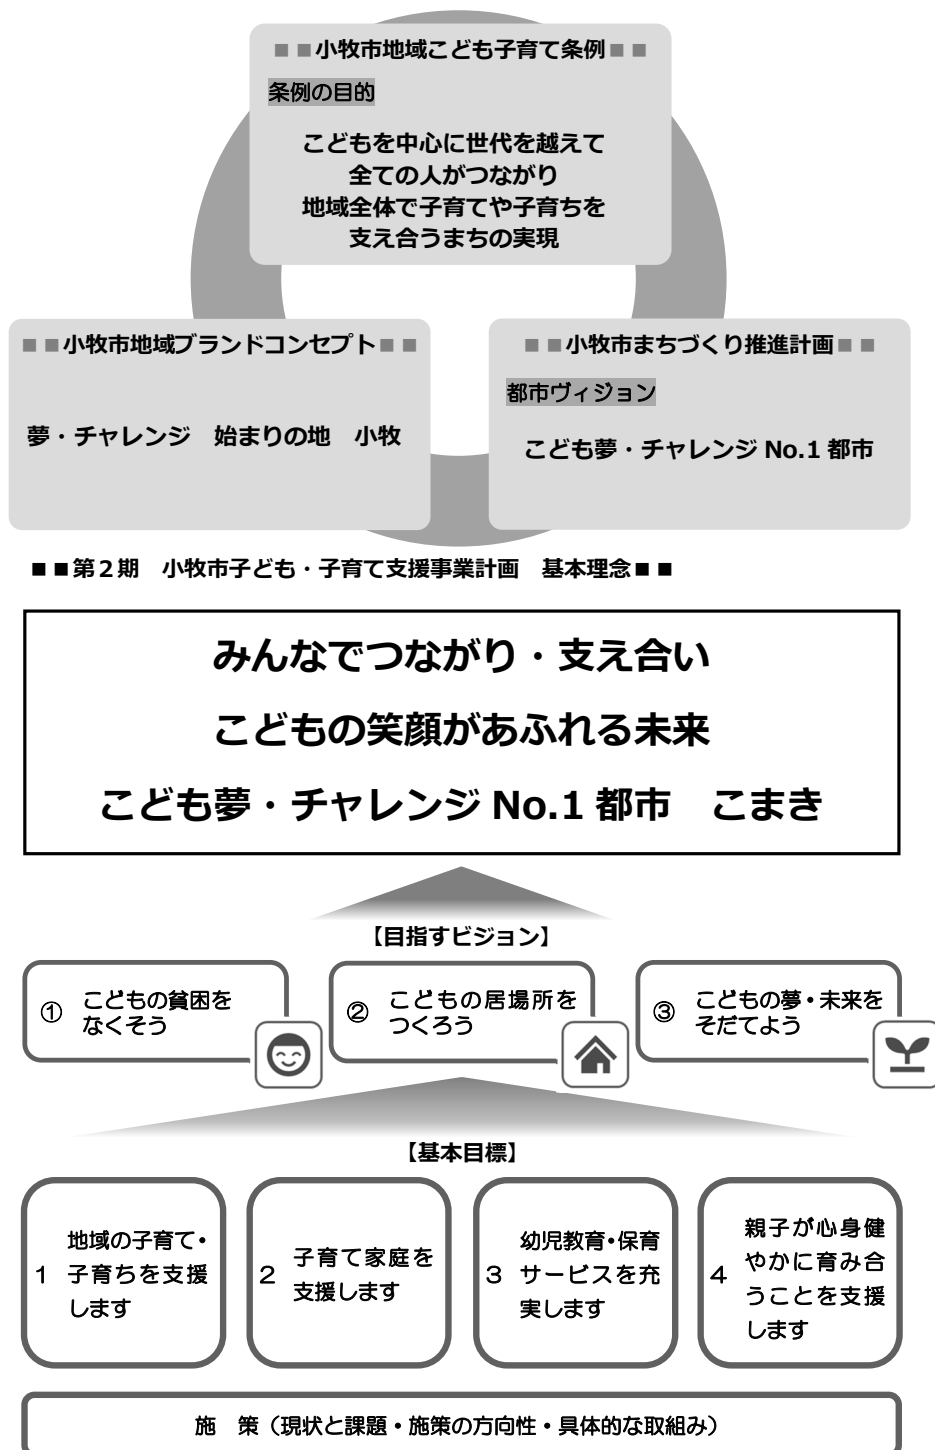 ■■小牧市地域こども子育て条例■■
条例の目的
こどもを中心に世代を越えて
全ての人がつながり
地域全体で子育てや子育ちを
支え合うまちの実現
■■小牧市地域ブランドコンセプト■■
夢・チャレンジ　始まりの地　小牧
■■小牧市まちづくり推進計画■■
都市ヴィジョン
こども夢・チャレンジ No.1 都市
■■第２期　小牧市子ども・子育て支援事業計画　基本理念■■
みんなでつながり・支え合い
こどもの笑顔があふれる未来
こども夢・チャレンジ No.1 都市　こまき
【目指すビジョン】
① こどもの貧困を
なくそう
② こどもの居場所を
つくろう
③ こどもの夢・未来を
そだてよう
【基本目標】
1 地域の子育て・
子育ちを支援
します
2 子育て家庭を
支援します
3 幼児教育・保育
サービスを充
実します
4 親子が心身健
やかに育み合
うことを支援
します
施　策（現状と課題・施策の方向性・具体的な取組み）